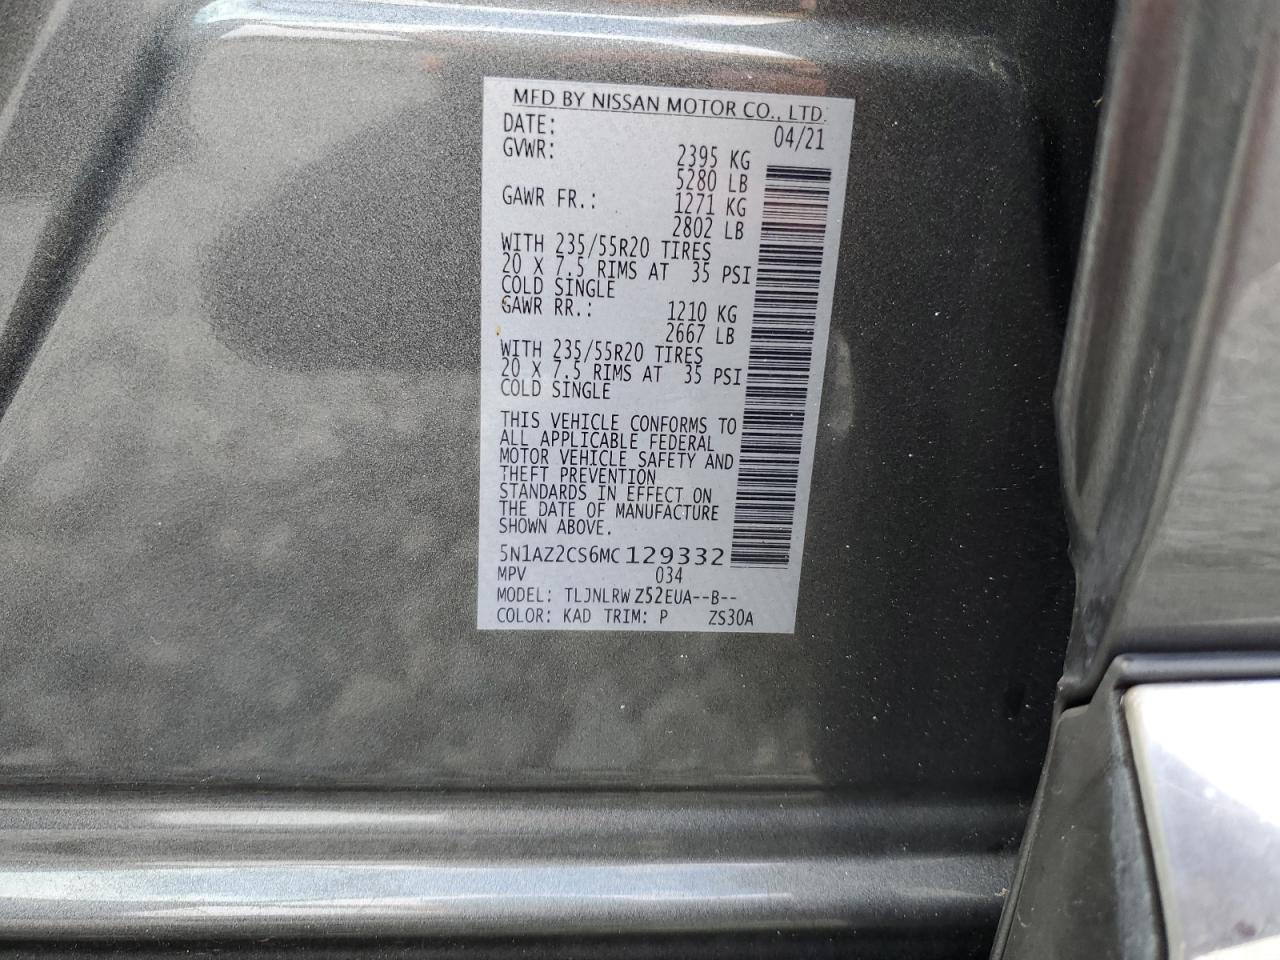 MFD BY NISSAN MOTOR CO., LTD.
DATE: 04/21
GVWR: 2395 KG
5280 LB
GAWR FR.: 1271 KG
2802 LB
WITH 235/55R20 TIRES
20 X 7.5 RIMS AT 35 PSI
COLD SINGLE
GAWR RR.: 1210 KG
2667 LB
WITH 235/55R20 TIRES
20 X 7.5 RIMS AT 35 PSI
COLD SINGLE
THIS VEHICLE CONFORMS TO
ALL APPLICABLE FEDERAL
MOTOR VEHICLE SAFETY AND
THEFT PREVENTION
STANDARDS IN EFFECT ON
THE DATE OF MANUFACTURE
SHOWN ABOVE.
5N1AZ2CS6MC129332
MPV 034
MODEL: TLJNLRW Z52EUA--B--
COLOR: KAD TRIM: P ZS30A